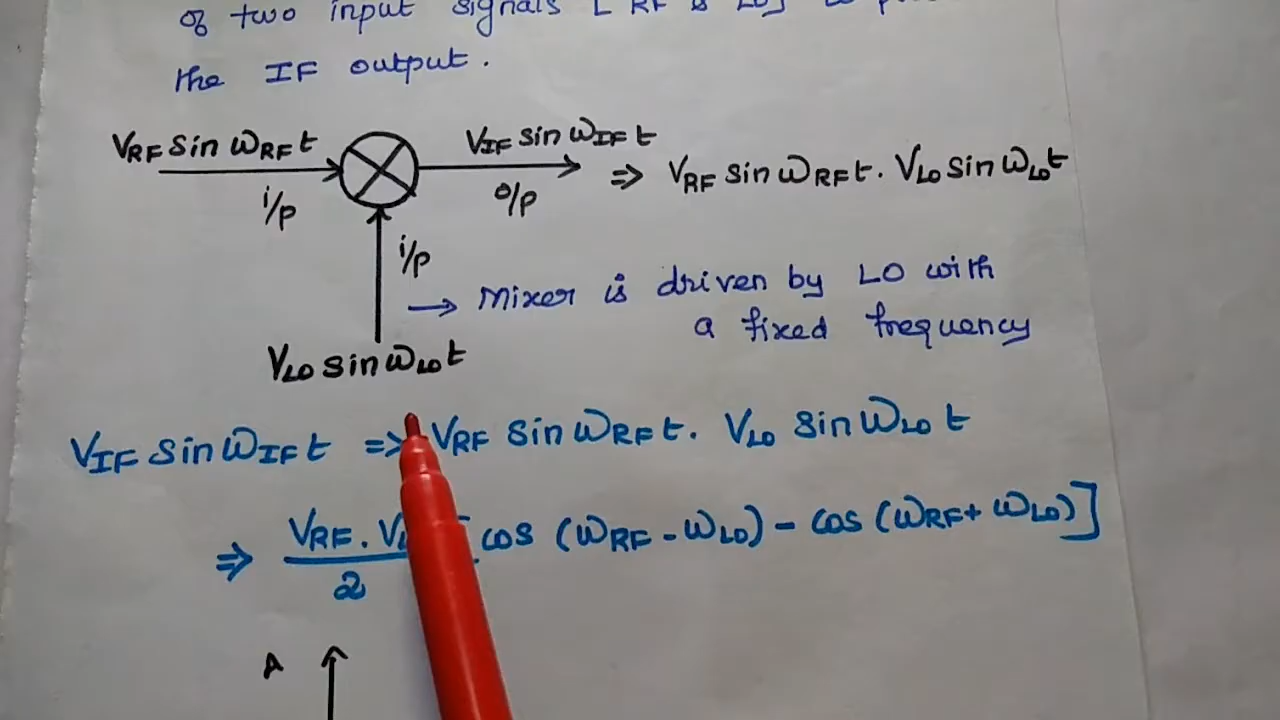 of two input signals [ RF & LO ] to
the IF output.
VRF sin ωRF t
VIF sin ωIF t
⇒ VRF sin ωRF t. VLO sin ωLO t
i/p
o/p
i/p
→ Mixer is driven by LO with
a fixed frequency
VLO sin ωLO t
VIF sin ωIF t => VRF sin ωRF t. VLO sin ωLO t
⇒ VRF . V / 2 cos (ωRF - ωLO) - cos (ωRF + ωLO)]
A